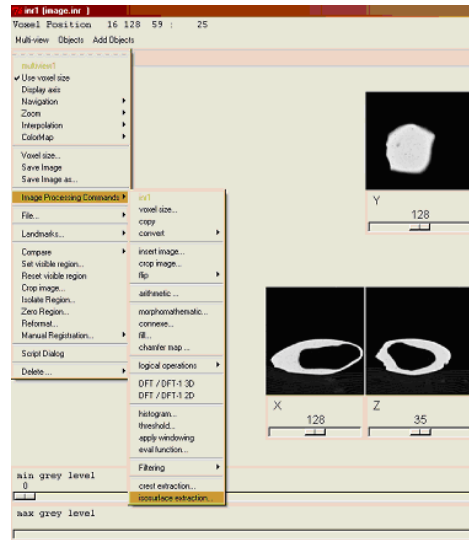 inr1 (image.inr )
Voxel Position 16 128 59 : 25
Multi-view Objects Add Objects
multiview1
Use voxel size
Display axis
Navigation
Zoom
Interpolation
ColorMap
Voxel size...
Save Image
Save Image as...
Image Processing Commands
File...
Landmarks...
Compare
Set visible region...
Reset visible region
Crop image...
Isolate Region...
Zero Region...
Reformat...
Manual Registration...
Script Dialog
Delete ...
inr1
voxel size...
copy
convert
insert image...
crop image...
flip
arithmetic ...
morphomathematic...
connexe...
fill...
chamfer map ...
logical operations
DFT / DFT-1 3D
DFT / DFT-1 2D
histogram...
threshold...
apply windowing
eval function...
Filtering
crest extraction...
isosurface extraction...
Y
128
X
128
Z
35
min grey level
0
max grey level